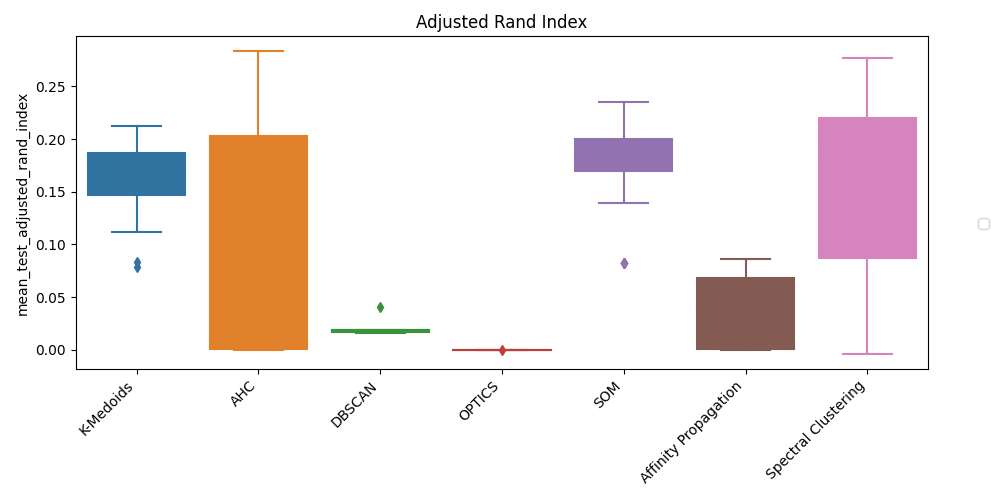 Adjusted Rand Index
mean_test_adjusted_rand_index
0.25
0.20
0.15
0.10
0.05
0.00
K-Medoids
AHC
DBSCAN
OPTICS
SOM
Affinity Propagation
Spectral Clustering